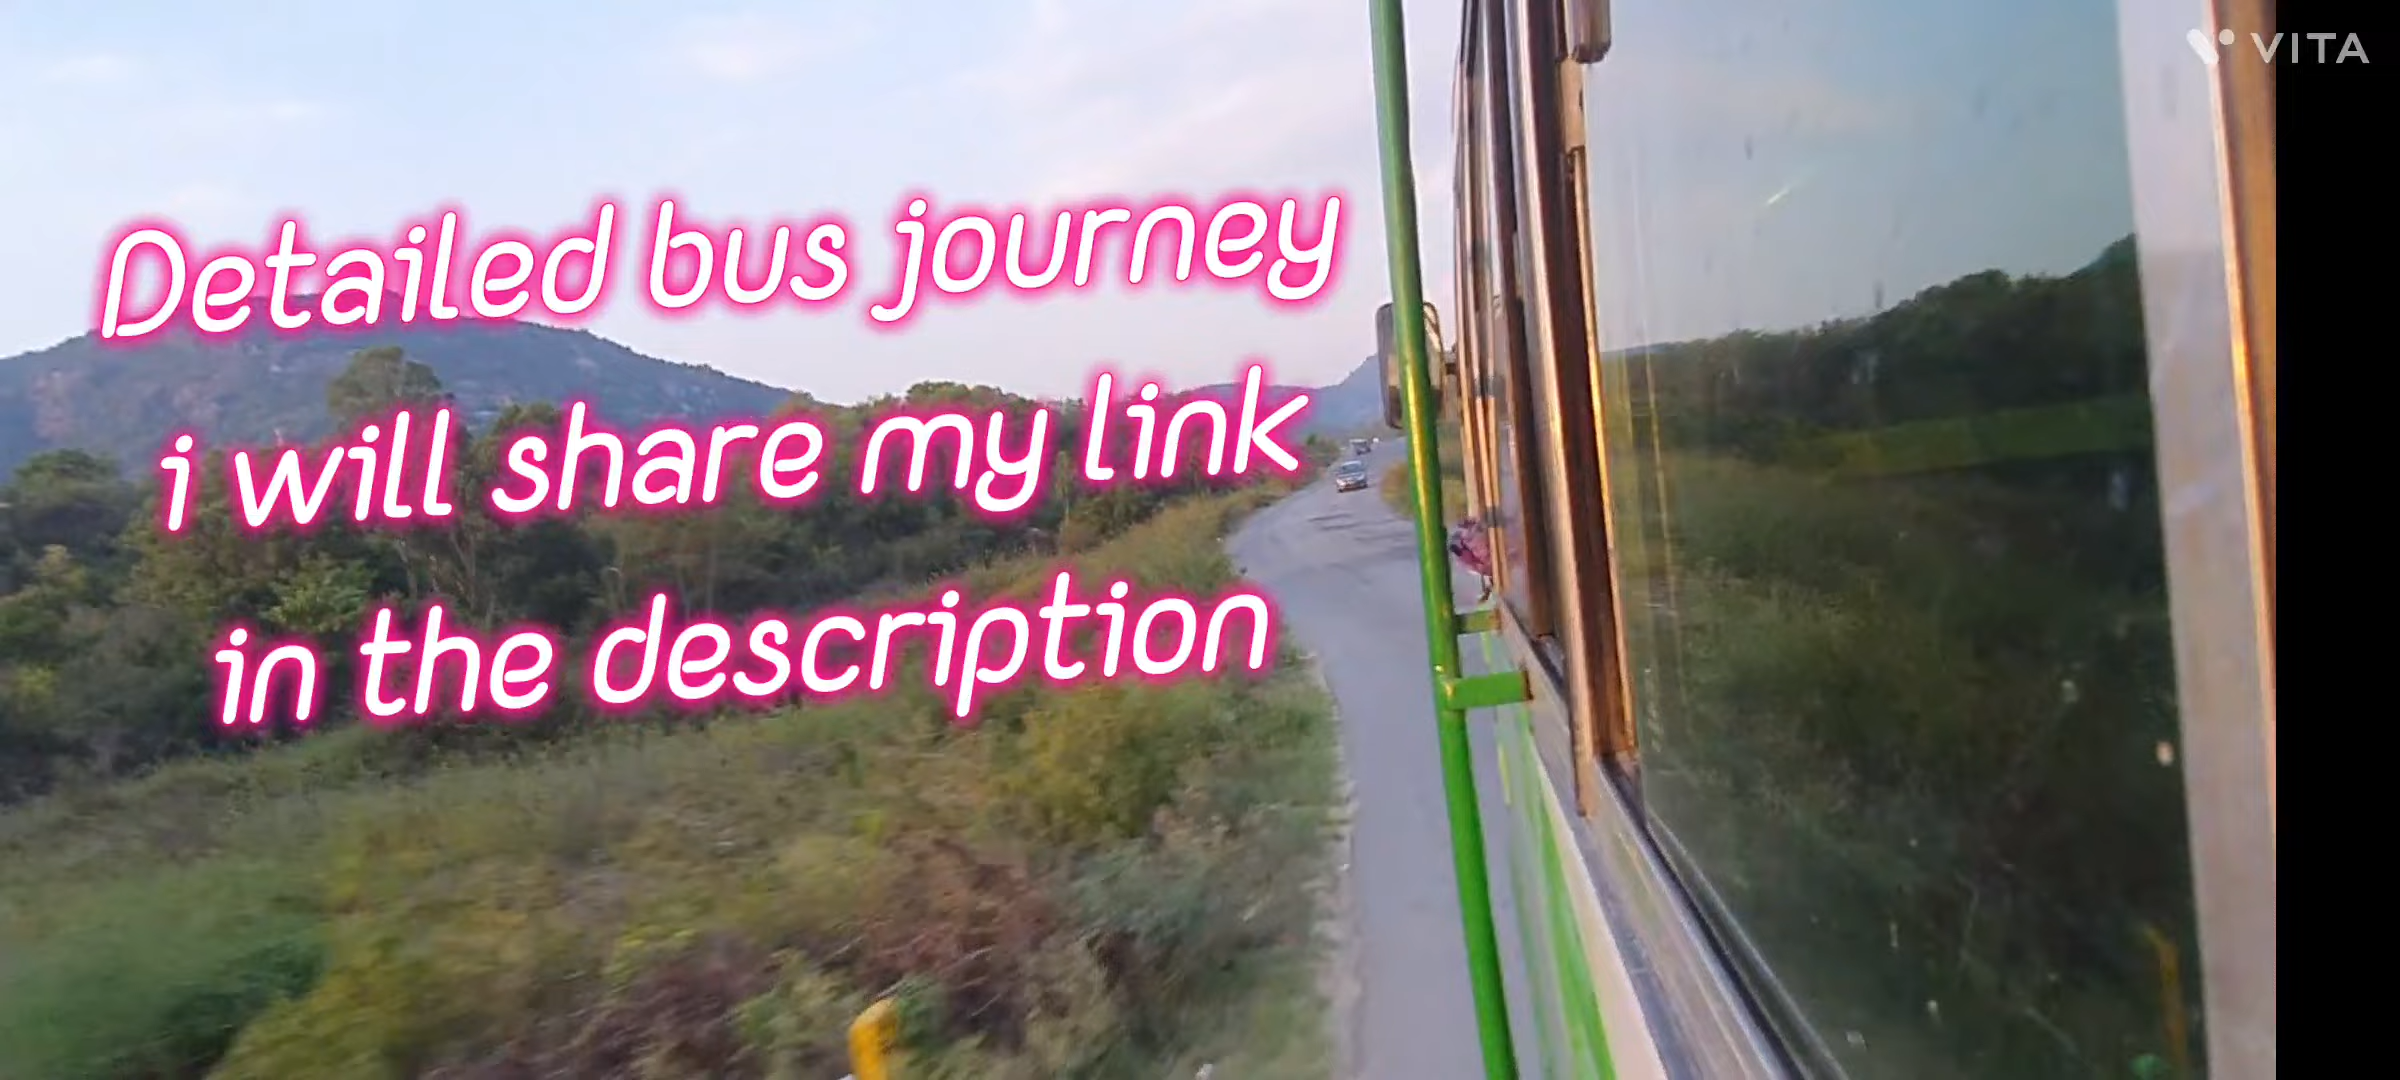 VITA
Detailed bus journey
i will share my link
in the description